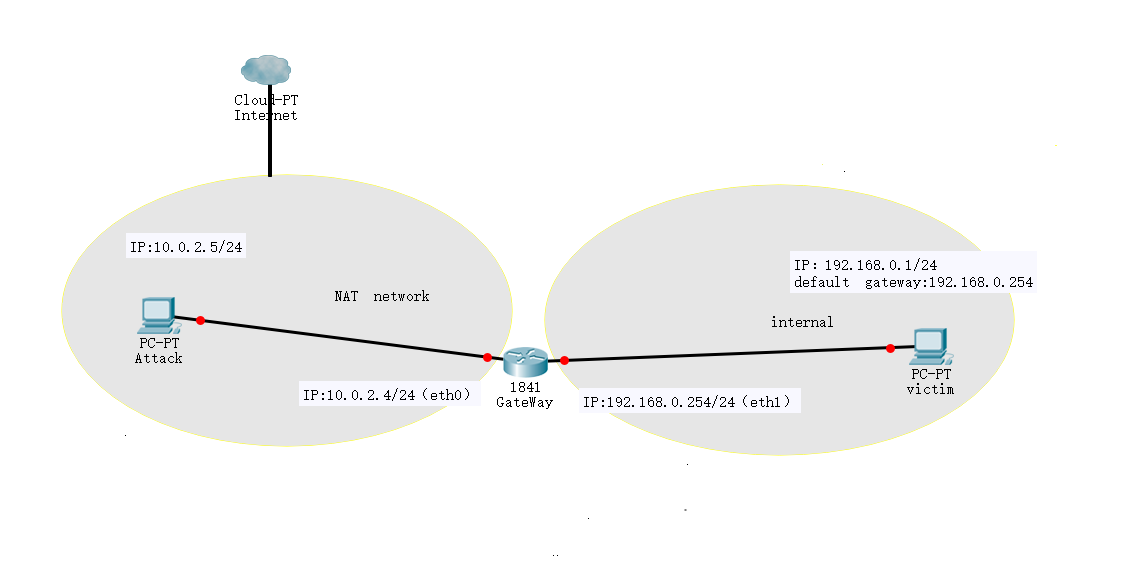 Cloud-PT
Internet
IP:10.0.2.5/24
NAT network
PC-PT
Attack
IP:10.0.2.4/24（eth0）
1841
GateWay
IP: 192.168.0.1/24
default gateway:192.168.0.254
internal
PC-PT
victim
IP:192.168.0.254/24（eth1）